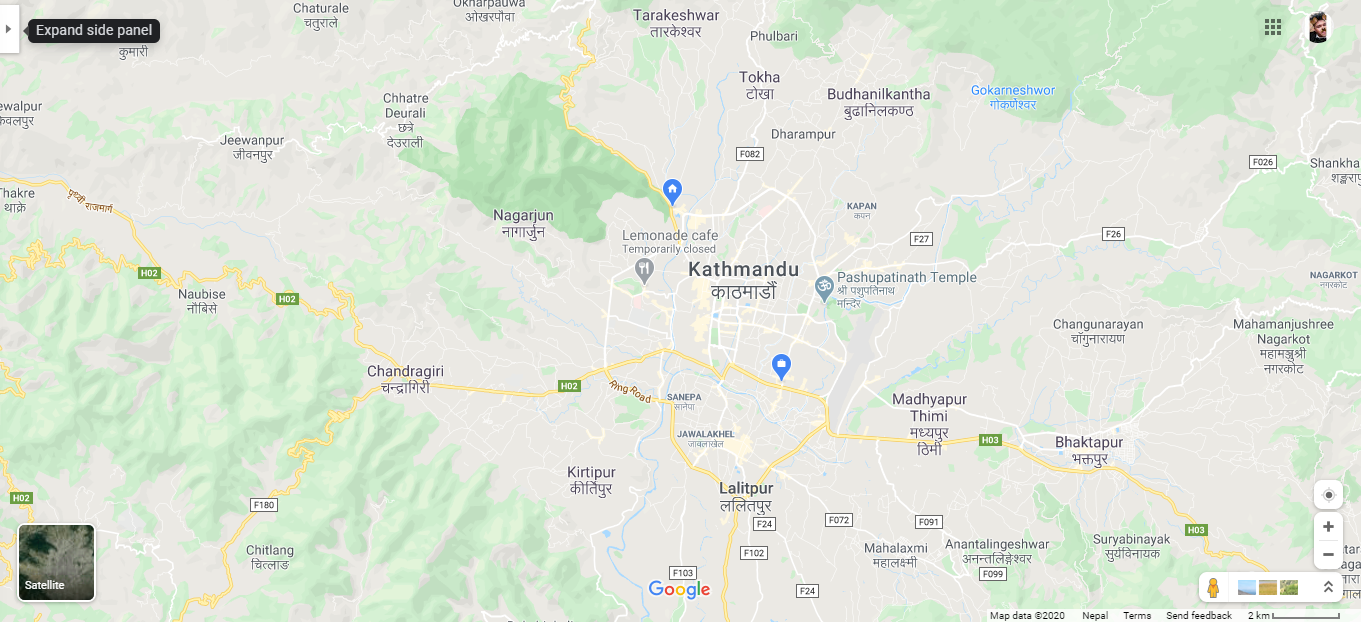 Expand side panel
Chaturale
चतुराले
Okharpauwa
ओखरपौवा
Tarakeshwar
तारकेश्वर
Phulbari
कुमारी
Tokha
टोखा
Budhanilkantha
बुढानिलकण्ठ
Gokarneshwor
गोकर्णेश्वर
Chhatre
Deurali
छत्रे
देउराली
ewalpur
केवलपुर
Jeewanpur
जीवनपुर
Dharampur
F082
F026
Shankha
शङ्खरापु
Thakre
थाक्रे
पृथ्वी राजमार्ग
Nagarjun
नागार्जुन
KAPAN
कपन
Lemonade cafe
Temporarily closed
F27
F26
H02
Kathmandu
काठमाडौं
Pashupatinath Temple
श्री पशुपतिनाथ
मन्दिर
NAGARKOT
नगरकोट
Naubise
नौबिसे
H02
Changunarayan
चाँगुनारायण
Mahamanjushree
Nagarkot
महामञ्जुश्री
नगरकोट
Chandragiri
चन्द्रागिरी
H02
Ring Road
SANEPA
सानेपा
Madhyapur
Thimi
मध्यपुर
ठिमी
JAWALAKHEL
जावलाखेल
H03
Bhaktapur
भक्तपुर
Kirtipur
कीर्तिपुर
Lalitpur
ललितपुर
H02
F180
F24
F072
F091
H03
Chitlang
चित्लाङ
F102
Mahalaxmi
महालक्ष्मी
Anantalingeshwar
अनन्तलिङ्गेश्वर
Suryabinayak
सुर्यविनायक
F103
F099
F24
Satellite
Google
Map data ©2020
Nepal
Terms
Send feedback
2 km